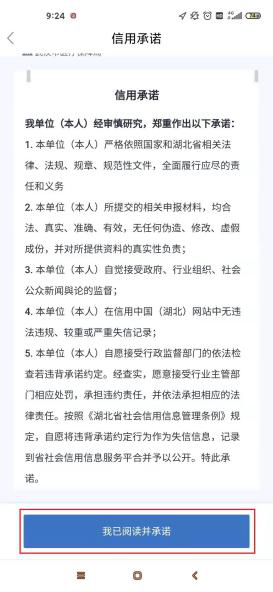 9:24
信用承诺
信用承诺
我单位（本人）经审慎研究，郑重作出以下承诺：
1. 本单位（本人）严格依照国家和湖北省相关法
律、法规、规章、规范性文件，全面履行应尽的责
任和义务
2. 本单位（本人）所提交的相关申报材料，均合
法、真实、准确、有效，无任何伪造、修改、虚假
成份，并对所提供资料的真实性负责；
3. 本单位（本人）自觉接受政府、行业组织、社会
公众新闻舆论的监督；
4. 本单位（本人）在信用中国（湖北）网站中无违
法违规、较重或严重失信记录；
5. 本单位（本人）自愿接受行政监督部门的依法检
查若违背承诺约定。经查实，愿意接受行业主管部
门相应处罚，承担违约责任，并依法承担相应的法
律责任。按照《湖北省社会信用信息管理条例》规
定，自愿将违背承诺约定行为作为失信信息，记录
到省社会信用信息服务平台并予以公开。特此承
诺。
我已阅读并承诺